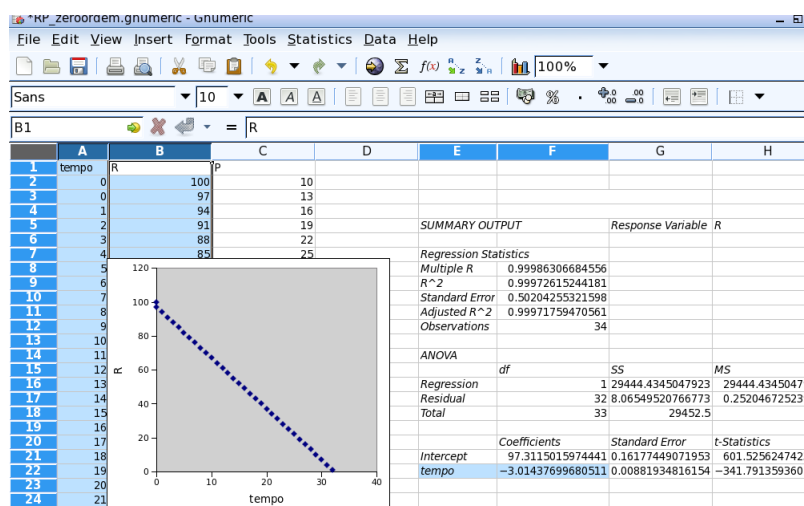 *RP_zeroordem.gnumeric - Gnumeric
File Edit View Insert Format Tools Statistics Data Help
f(x) 100%
Sans 10 A A A %
B1 = R
A B C D E F G H
1 tempo R P
2 0 100 10
3 0 97 13
4 1 94 16
5 2 91 19 SUMMARY OUTPUT Response Variable R
6 3 88 22
7 4 85 25 Regression Statistics
8 5 Multiple R 0.99986306684556
9 6 R^2 0.99972615244181
10 7 Standard Error 0.50204255321598
11 8 Adjusted R^2 0.99971759470561
12 9 Observations 34
13 10
14 11 ANOVA
15 12 df SS MS
16 13 Regression 1 29444.4345047923 29444.4345047
17 14 Residual 32 8.06549520766773 0.25204672523
18 15 Total 33 29452.5
19 16
20 17 Coefficients Standard Error t-Statistics
21 18 Intercept 97.3115015974441 0.16177449071953 601.525624742
22 19 tempo −3.01437699680511 0.00881934816154 −341.791359360
23 20
24 21
120
100
80
60
40
20
0
R
0 10 20 30 40
tempo